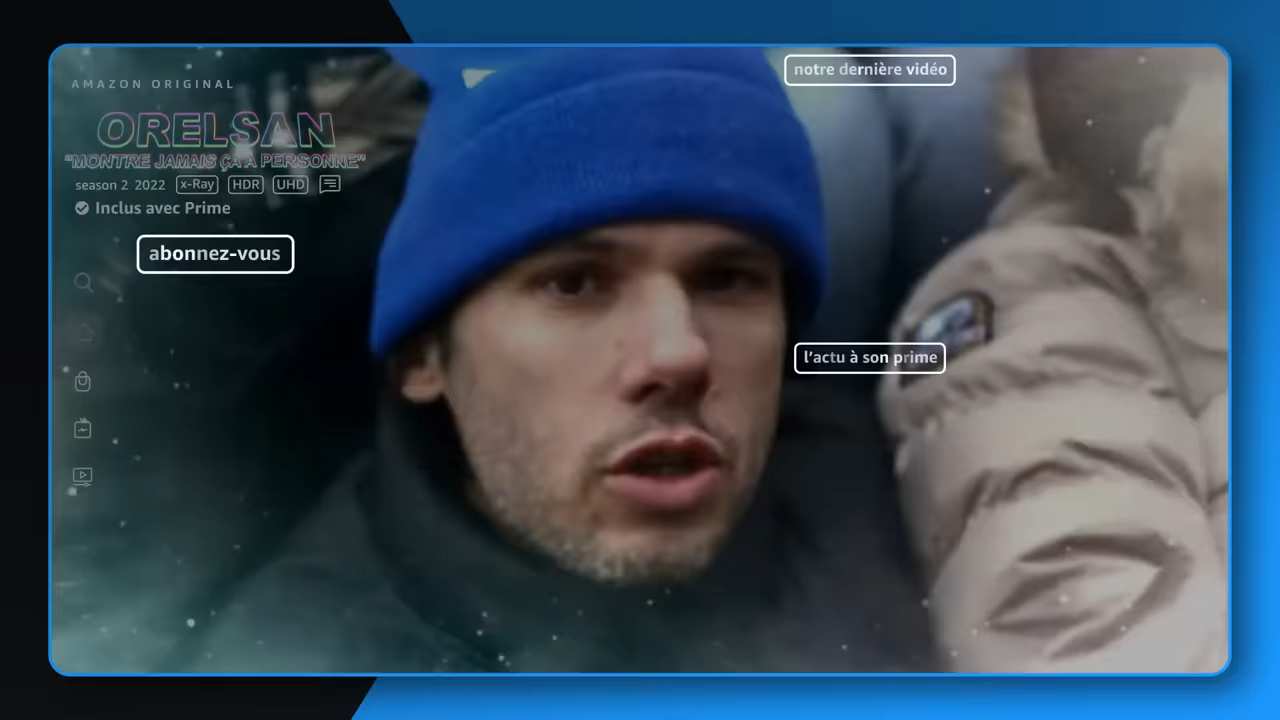 AMAZON ORIGINAL
ORELSAN
"MONTRE JAMAIS ÇA À PERSONNE"
season 2 2022 x-Ray HDR UHD
Inclus avec Prime
abonnez-vous
notre dernière vidéo
l'actu à son prime